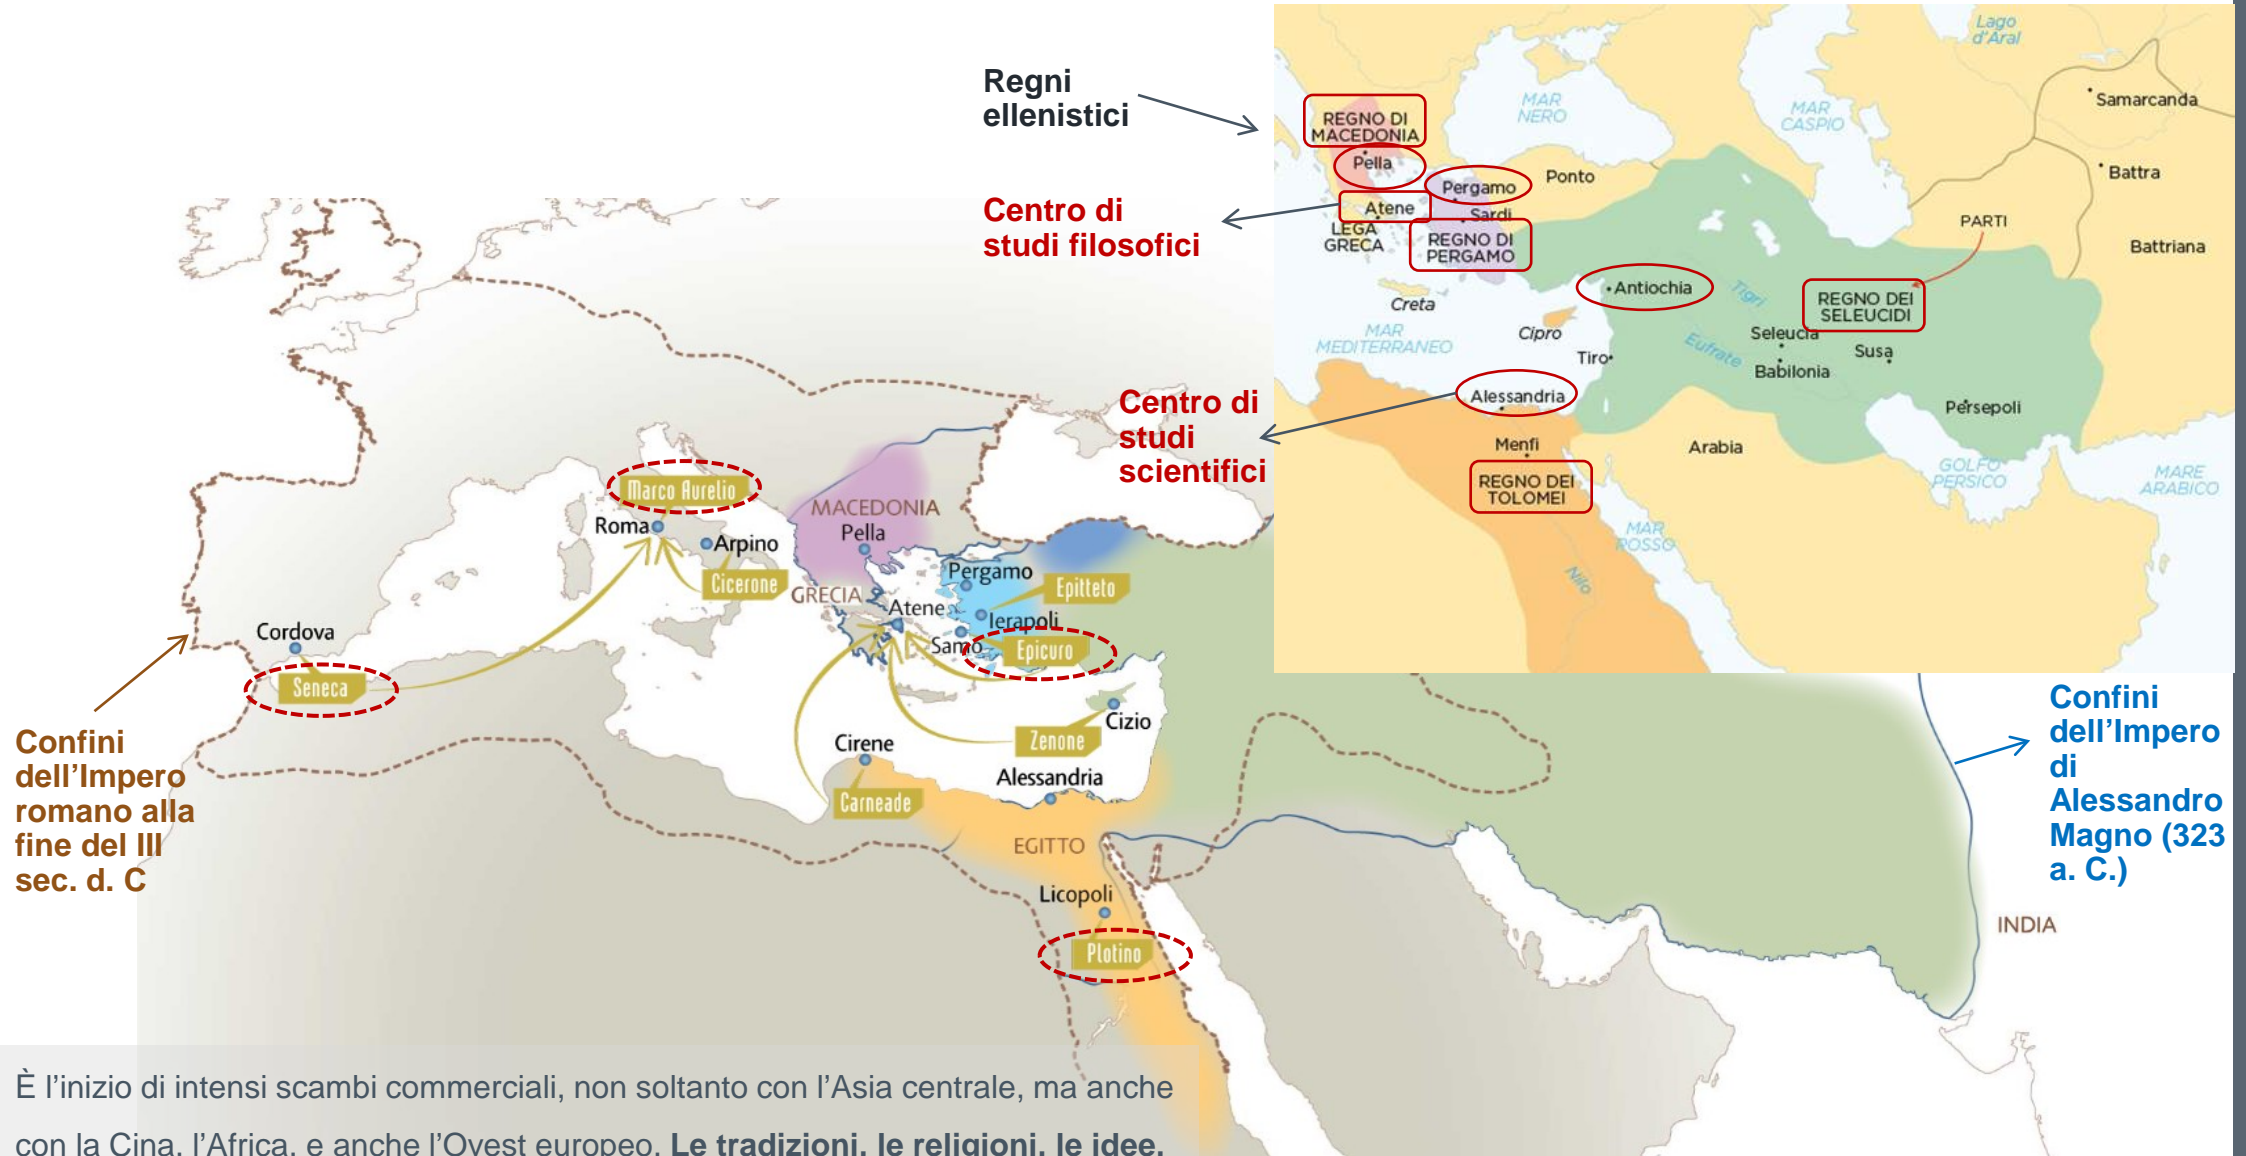 Regni
ellenistici
Centro di
studi filosofici
Centro di
studi
scientifici
Lago
d'Aral
MAR
NERO
MAR
CASPIO
Samarcanda
REGNO DI
MACEDONIA
Pella
Pergamo
Ponto
Battra
Atene
Sardi
LEGA
GRECA
REGNO DI
PERGAMO
PARTI
Battriana
Antiochia
Tigri
REGNO DEI
SELEUCIDI
Creta
MAR
MEDITERRANEO
Cipro
Tiro
Eufrate
Seleucia
Susa
Babilonia
Alessandria
Persepoli
Menfi
Arabia
REGNO DEI
TOLOMEI
GOLFO
PERSICO
MARE
ARABICO
MAR
ROSSO
Nilo
Marco Aurelio
Roma
Arpino
Cicerone
MACEDONIA
Pella
GRECIA
Pergamo
Epitteto
Atene
Ierapoli
Samo
Epicuro
Cordova
Seneca
Cizio
Zenone
Cirene
Carneade
Alessandria
EGITTO
Licopoli
Plotino
INDIA
Confini
dell’Impero
romano alla
fine del III
sec. d. C
Confini
dell’Impero
di
Alessandro
Magno (323
a. C.)
È l’inizio di intensi scambi commerciali, non soltanto con l’Asia centrale, ma anche
con la Cina, l’Africa, e anche l’Ovest europeo. Le tradizioni, le religioni, le idee,